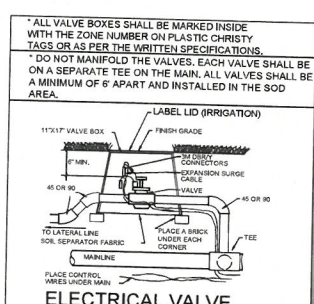 * ALL VALVE BOXES SHALL BE MARKED INSIDE
WITH THE ZONE NUMBER ON PLASTIC CHRISTY
TAGS OR AS PER THE WRITTEN SPECIFICATIONS.
* DO NOT MANIFOLD THE VALVES. EACH VALVE SHALL BE
ON A SEPARATE TEE ON THE MAIN. ALL VALVES SHALL BE
A MINIMUM OF 6' APART AND INSTALLED IN THE SOD
AREA.
LABEL LID (IRRIGATION)
11"X17" VALVE BOX
FINISH GRADE
6" MIN.
3M DBR/Y
CONNECTORS
EXPANSION SURGE
CABLE
VALVE
45 OR 90
45 OR 90
TO LATERAL LINE
SOIL SEPARATOR FABRIC
PLACE A BRICK
UNDER EACH
CORNER
TEE
MAINLINE
PLACE CONTROL
WIRES UNDER MAIN
ELECTRICAL VALVE